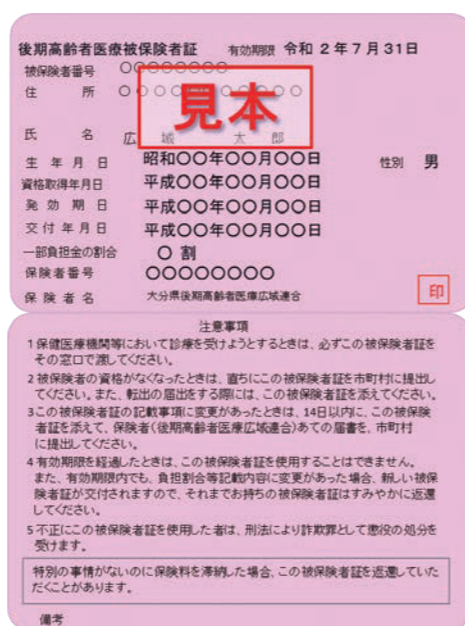 後期高齢者医療被保険者証 有効期限 令和 2年7月31日
被保険者番号 ○○○○○○○○
住 所 ○○○○○○○○○○○○○
見本
氏 名 広 域 太 郎
生 年 月 日 昭和○○年○○月○○日 性別 男
資格取得年月日 平成○○年○○月○○日
発 効 期 日 平成○○年○○月○○日
交 付 年 月 日 平成○○年○○月○○日
一部負担金の割合 ○ 割
保険者番号 ○○○○○○○○
保 険 者 名 大分県後期高齢者医療広域連合 印
注意事項
1 保健医療機関等において診療を受けようとするときは、必ずこの被保険者証を
その窓口で渡してください。
2 被保険者の資格がなくなったときは、直ちにこの被保険者証を市町村に提出し
てください。また、転出の届出をする際には、この被保険者証を添えてください。
3 この被保険者証の記載事項に変更があったときは、14日以内に、この被保険
者証を添えて、保険者(後期高齢者医療広域連合)あての届書を、市町村
に提出してください。
4 有効期限を経過したときは、この被保険者証を使用することはできません。
また、有効期限内でも、負担割合等記載内容に変更があった場合、新しい被保
険者証が交付されますので、それまでお持ちの被保険者証はすみやかに返還
してください。
5 不正にこの被保険者証を使用した者は、刑法により詐欺罪として懲役の処分を
受けます。
特別の事情がないのに保険料を滞納した場合、この被保険者証を返還していた
だくことがあります。
備考